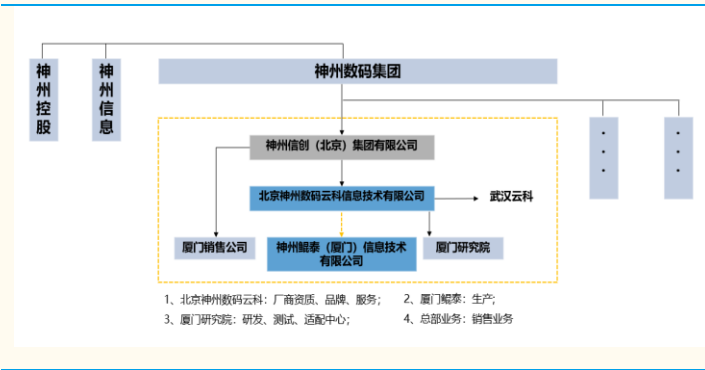 神州控股
神州信息
神州数码集团
神州信创（北京）集团有限公司
北京神州数码云科信息技术有限公司
武汉云科
厦门销售公司
神州鲲泰（厦门）信息技术
有限公司
厦门研究院
1、北京神州数码云科：厂商资质、品牌、服务；
2、厦门鲲泰：生产;
3、厦门研究院：研发、测试、适配中心；
4、总部业务：销售业务